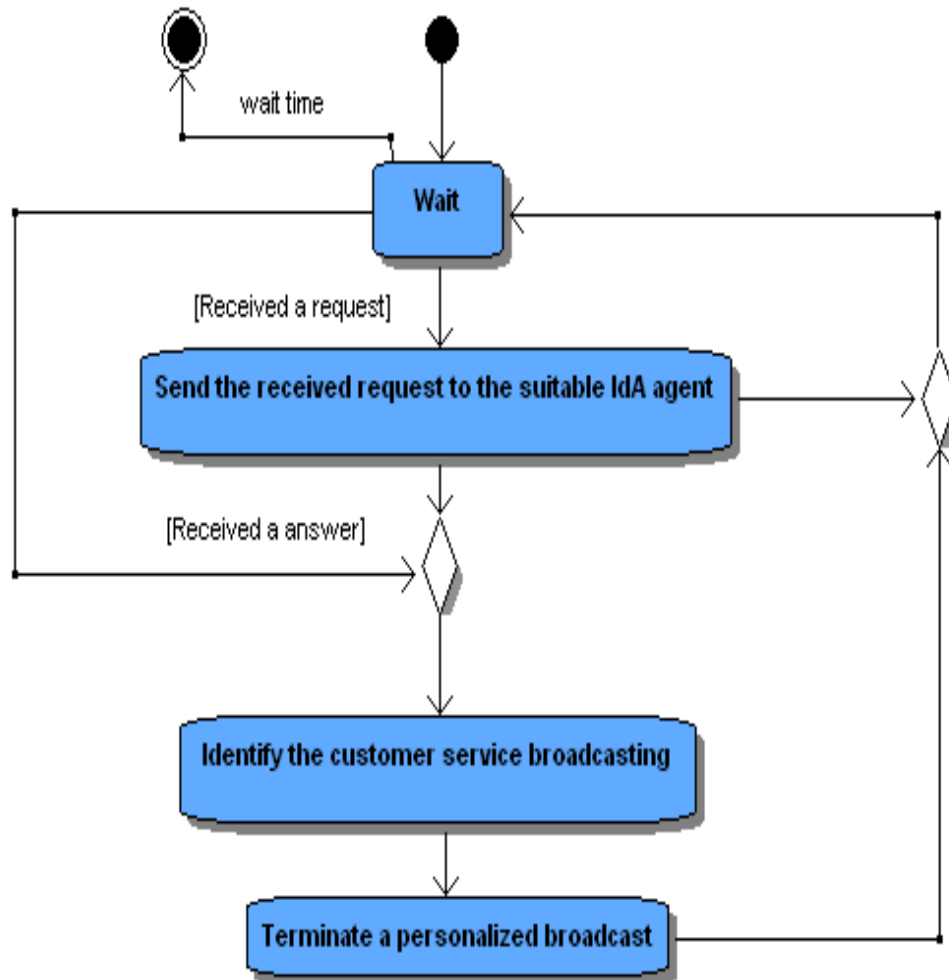 wait time
Wait
[Received a request]
Send the received request to the suitable IdA agent
[Received a answer]
Identify the customer service broadcasting
Terminate a personalized broadcast